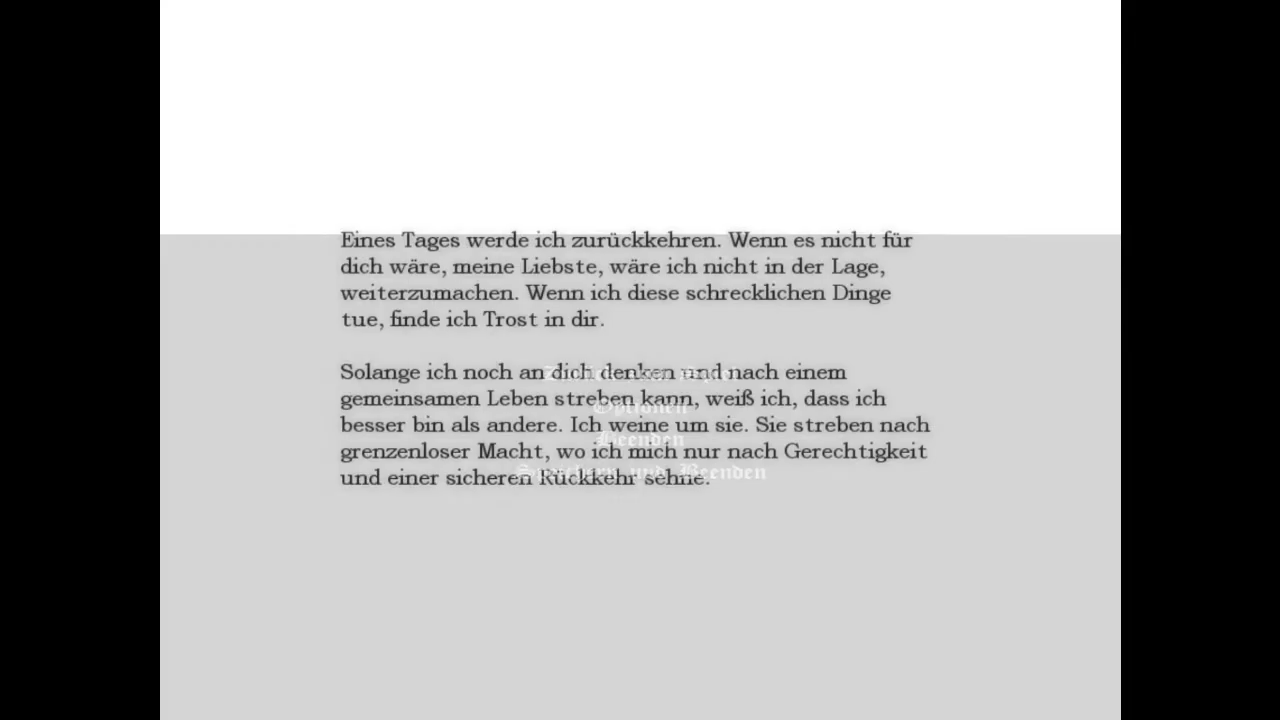 Eines Tages werde ich zurückkehren. Wenn es nicht für
dich wäre, meine Liebste, wäre ich nicht in der Lage,
weiterzumachen. Wenn ich diese schrecklichen Dinge
tue, finde ich Trost in dir.
Solange ich noch an dich denken und nach einem
gemeinsamen Leben streben kann, weiß ich, dass ich
besser bin als andere. Ich weine um sie. Sie streben nach
grenzenloser Macht, wo ich mich nur nach Gerechtigkeit
und einer sicheren Rückkehr sehne.
Optionen
Beenden
Speichern und Beenden